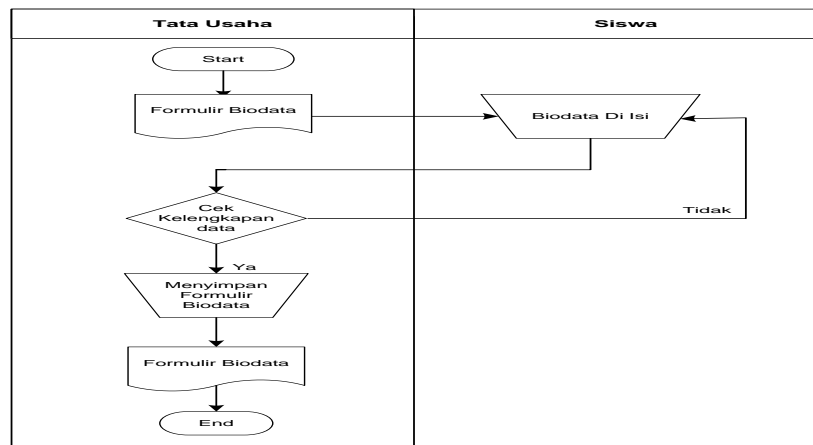 Tata Usaha
Siswa
Start
Formulir Biodata
Biodata Di Isi
Cek
Kelengkapan
data
Tidak
Ya
Menyimpan
Formulir
Biodata
Formulir Biodata
End